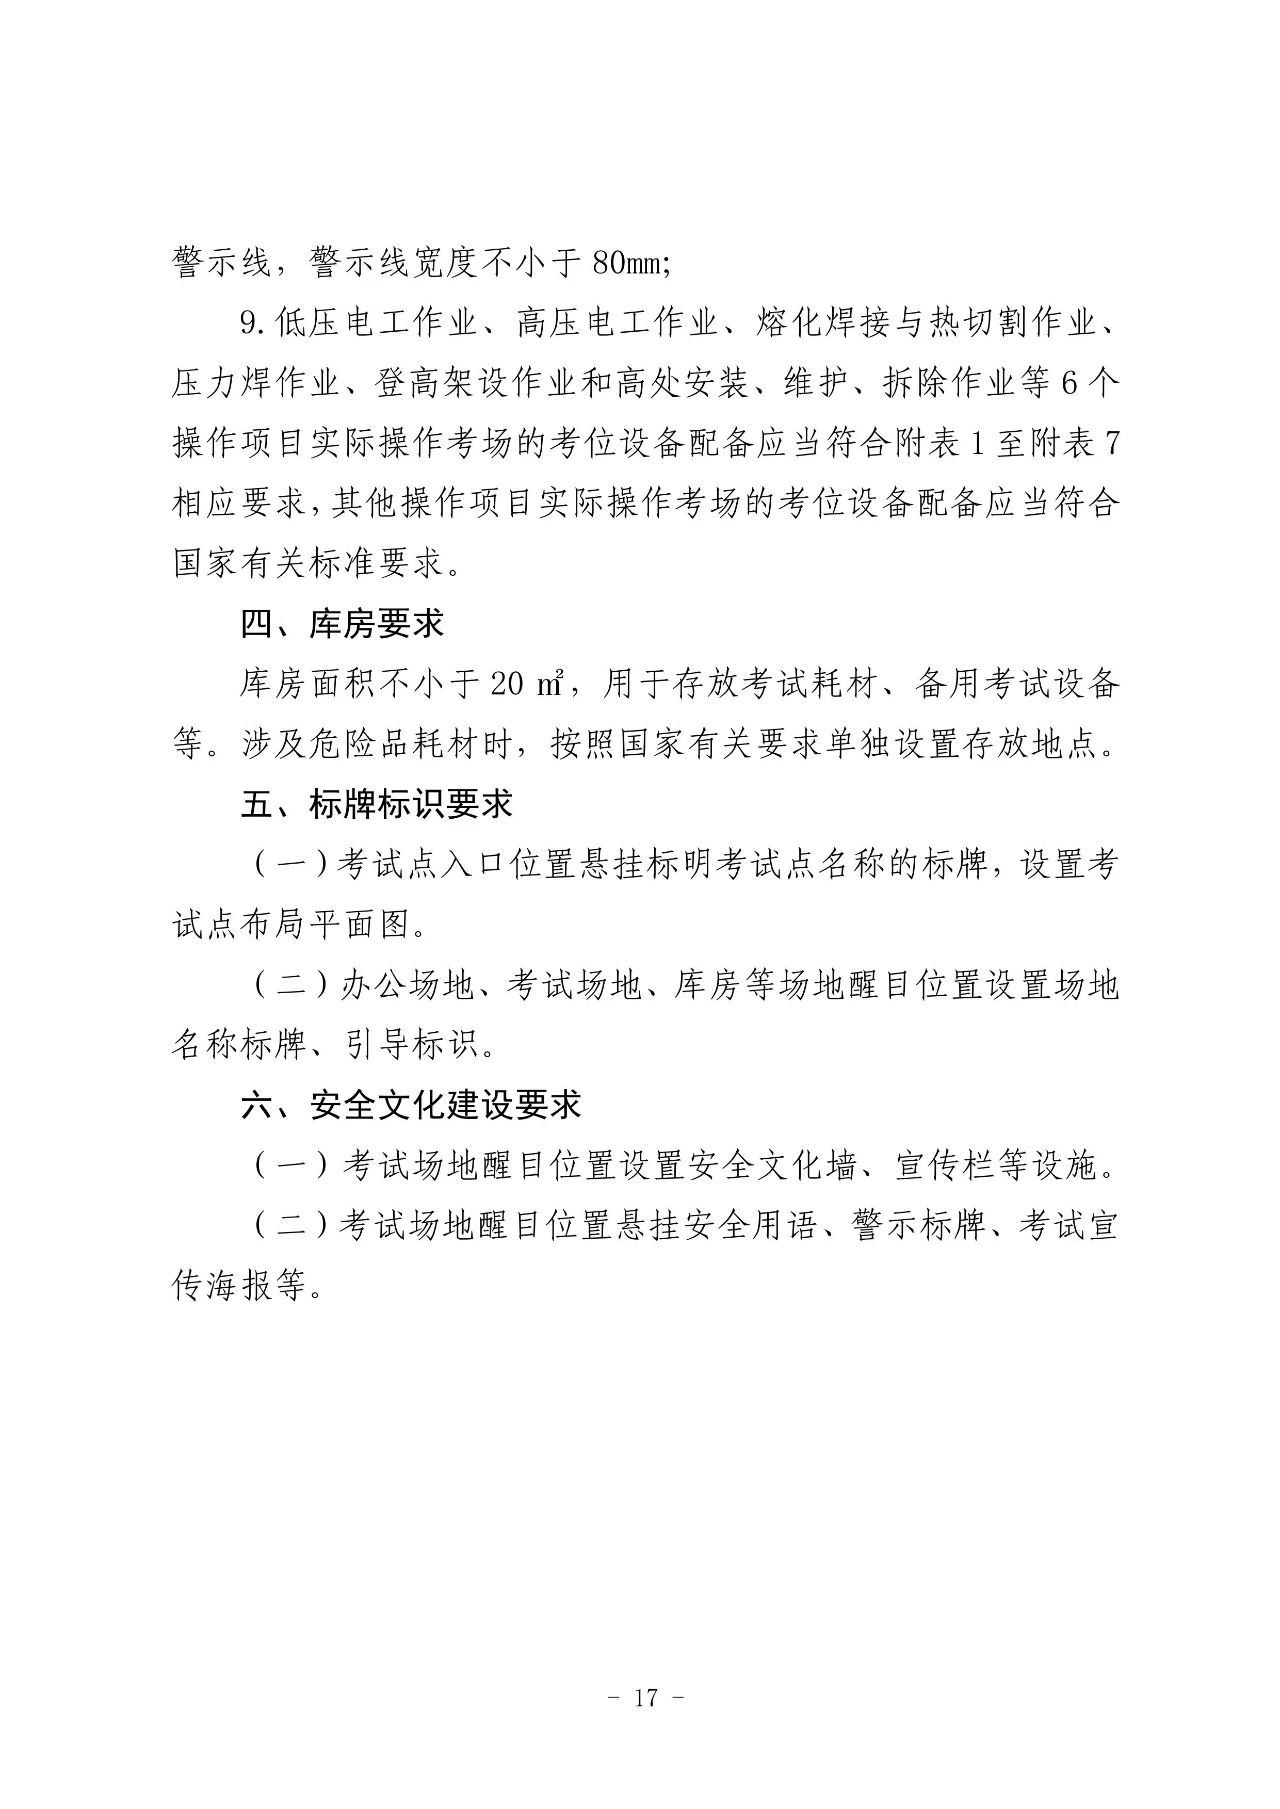 警示线，警示线宽度不小于 80mm;
9.低压电工作业、高压电工作业、熔化焊接与热切割作业、
压力焊作业、登高架设作业和高处安装、维护、拆除作业等 6 个
操作项目实际操作考场的考位设备配备应当符合附表 1 至附表 7
相应要求，其他操作项目实际操作考场的考位设备配备应当符合
国家有关标准要求。
四、库房要求
库房面积不小于 20 ㎡，用于存放考试耗材、备用考试设备
等。涉及危险品耗材时，按照国家有关要求单独设置存放地点。
五、标牌标识要求
（一）考试点入口位置悬挂标明考试点名称的标牌，设置考
试点布局平面图。
（二）办公场地、考试场地、库房等场地醒目位置设置场地
名称标牌、引导标识。
六、安全文化建设要求
（一）考试场地醒目位置设置安全文化墙、宣传栏等设施。
（二）考试场地醒目位置悬挂安全用语、警示标牌、考试宣
传海报等。
- 17 -